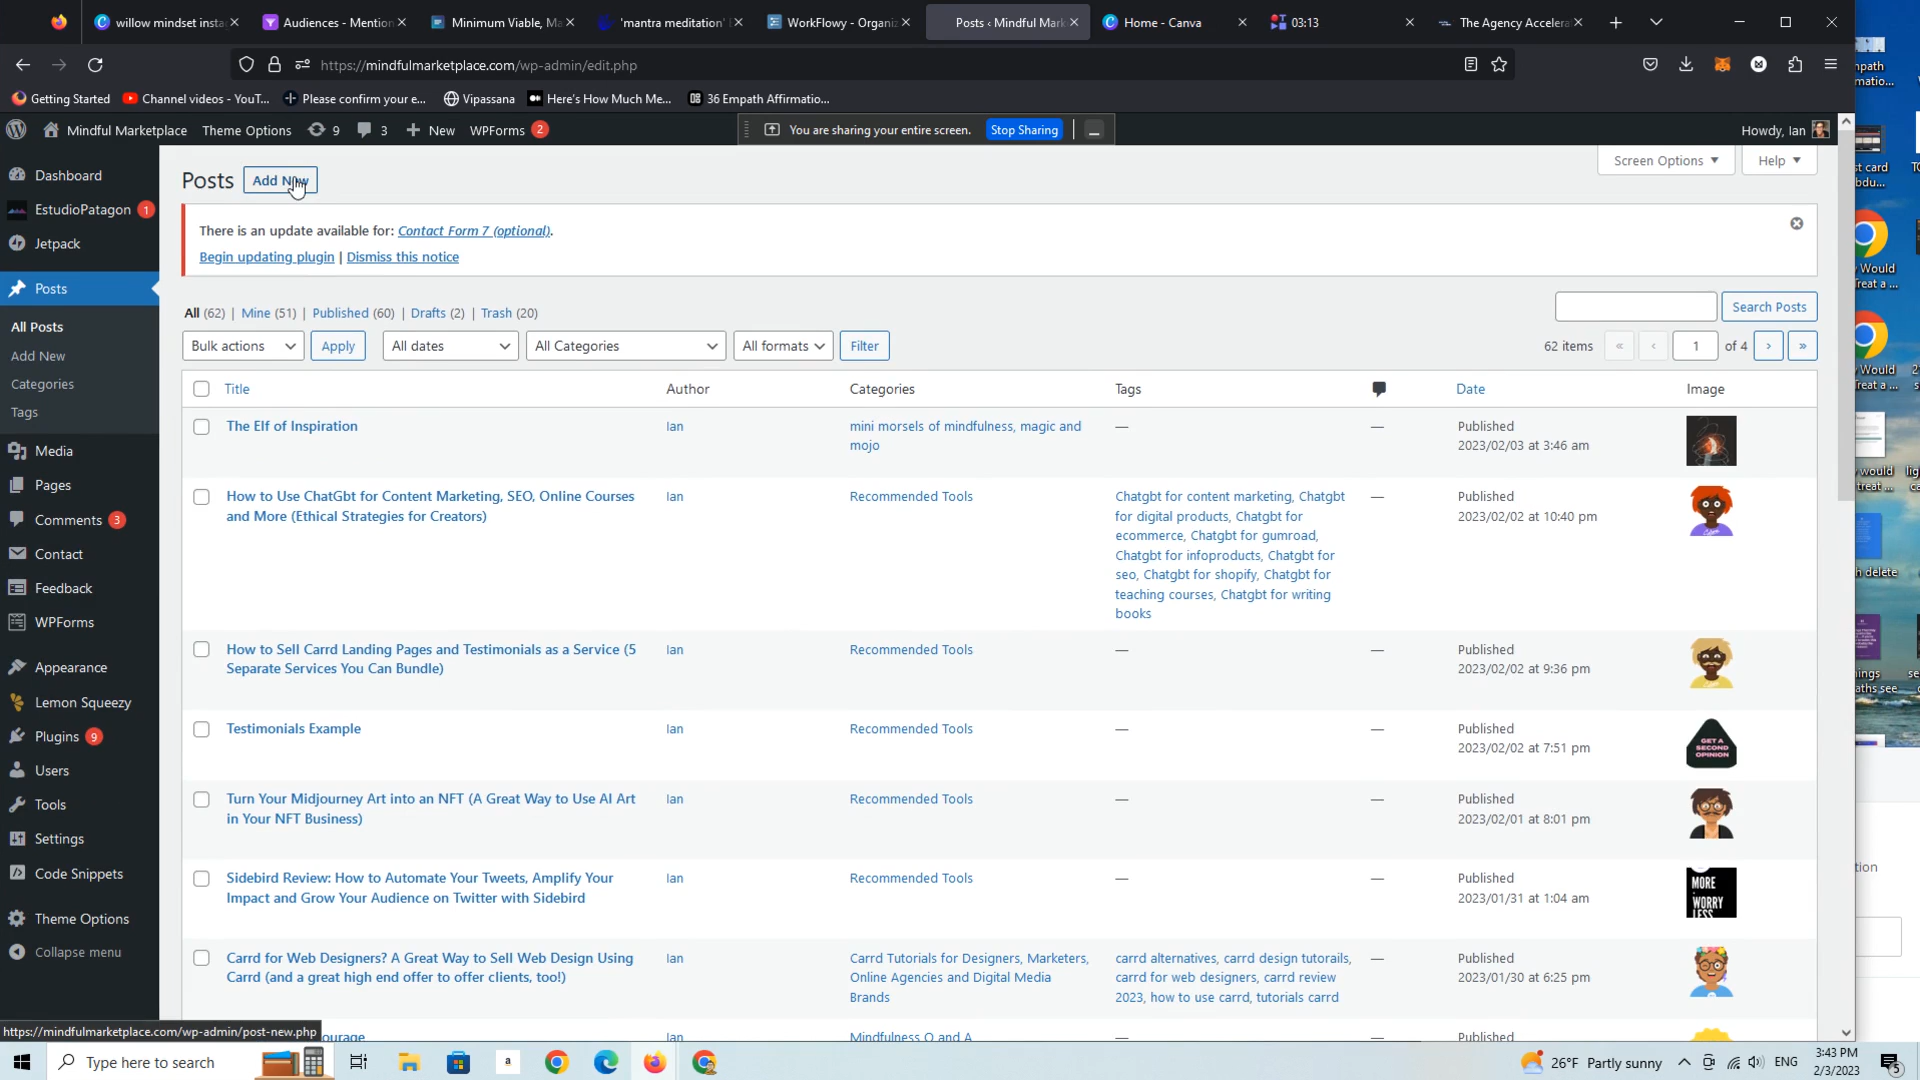 willow mindset insta
Audiences - Mention
Minimum Viable, Ma
'mantra meditation'
WorkFlowy - Organiz
Posts ‹ Mindful Mark
Home - Canva
03:13
The Agency Accelera
https://mindfulmarketplace.com/wp-admin/edit.php
Getting Started
Channel videos - YouT...
Please confirm your e...
Vipassana
Here's How Much Me...
36 Empath Affirmatio...
Mindful Marketplace
Theme Options
9
3
New
WPForms 2
You are sharing your entire screen.
Stop Sharing
Howdy, Ian
Dashboard
EstudioPatagon 1
Jetpack
Posts
All Posts
Add New
Categories
Tags
Media
Pages
Comments 3
Contact
Feedback
WPForms
Appearance
Lemon Squeezy
Plugins 9
Users
Tools
Settings
Code Snippets
Theme Options
Collapse menu
Posts
Add New
Screen Options
Help
There is an update available for: Contact Form 7 (optional).
Begin updating plugin | Dismiss this notice
All (62) | Mine (51) | Published (60) | Drafts (2) | Trash (20)
Search Posts
Bulk actions
Apply
All dates
All Categories
All formats
Filter
62 items « ‹ 1 of 4 › »
Title
Author
Categories
Tags
Date
Image
The Elf of Inspiration
Ian
mini morsels of mindfulness, magic and
mojo
—
—
Published
2023/02/03 at 3:46 am
How to Use ChatGbt for Content Marketing, SEO, Online Courses
and More (Ethical Strategies for Creators)
Ian
Recommended Tools
Chatgbt for content marketing, Chatgbt
for digital products, Chatgbt for
ecommerce, Chatgbt for gumroad,
Chatgbt for infoproducts, Chatgbt for
seo, Chatgbt for shopify, Chatgbt for
teaching courses, Chatgbt for writing
books
—
Published
2023/02/02 at 10:40 pm
How to Sell Carrd Landing Pages and Testimonials as a Service (5
Separate Services You Can Bundle)
Ian
Recommended Tools
—
—
Published
2023/02/02 at 9:36 pm
Testimonials Example
Ian
Recommended Tools
—
—
Published
2023/02/02 at 7:51 pm
GET A
SECOND
OPINION
Turn Your Midjourney Art into an NFT (A Great Way to Use AI Art
in Your NFT Business)
Ian
Recommended Tools
—
—
Published
2023/02/01 at 8:01 pm
Sidebird Review: How to Automate Your Tweets, Amplify Your
Impact and Grow Your Audience on Twitter with Sidebird
Ian
Recommended Tools
—
—
Published
2023/01/31 at 1:04 am
MORE
WORRY
LESS
Carrd for Web Designers? A Great Way to Sell Web Design Using
Carrd (and a great high end offer to offer clients, too!)
Ian
Carrd Tutorials for Designers, Marketers,
Online Agencies and Digital Media
Brands
carrd alternatives, carrd design tutorails,
carrd for web designers, carrd review
2023, how to use carrd, tutorials carrd
—
Published
2023/01/30 at 6:25 pm
ourage
Ian
Mindfulness Q and A
Published
https://mindfulmarketplace.com/wp-admin/post-new.php
Type here to search
a
26°F Partly sunny
ENG
3:43 PM
2/3/2023
5